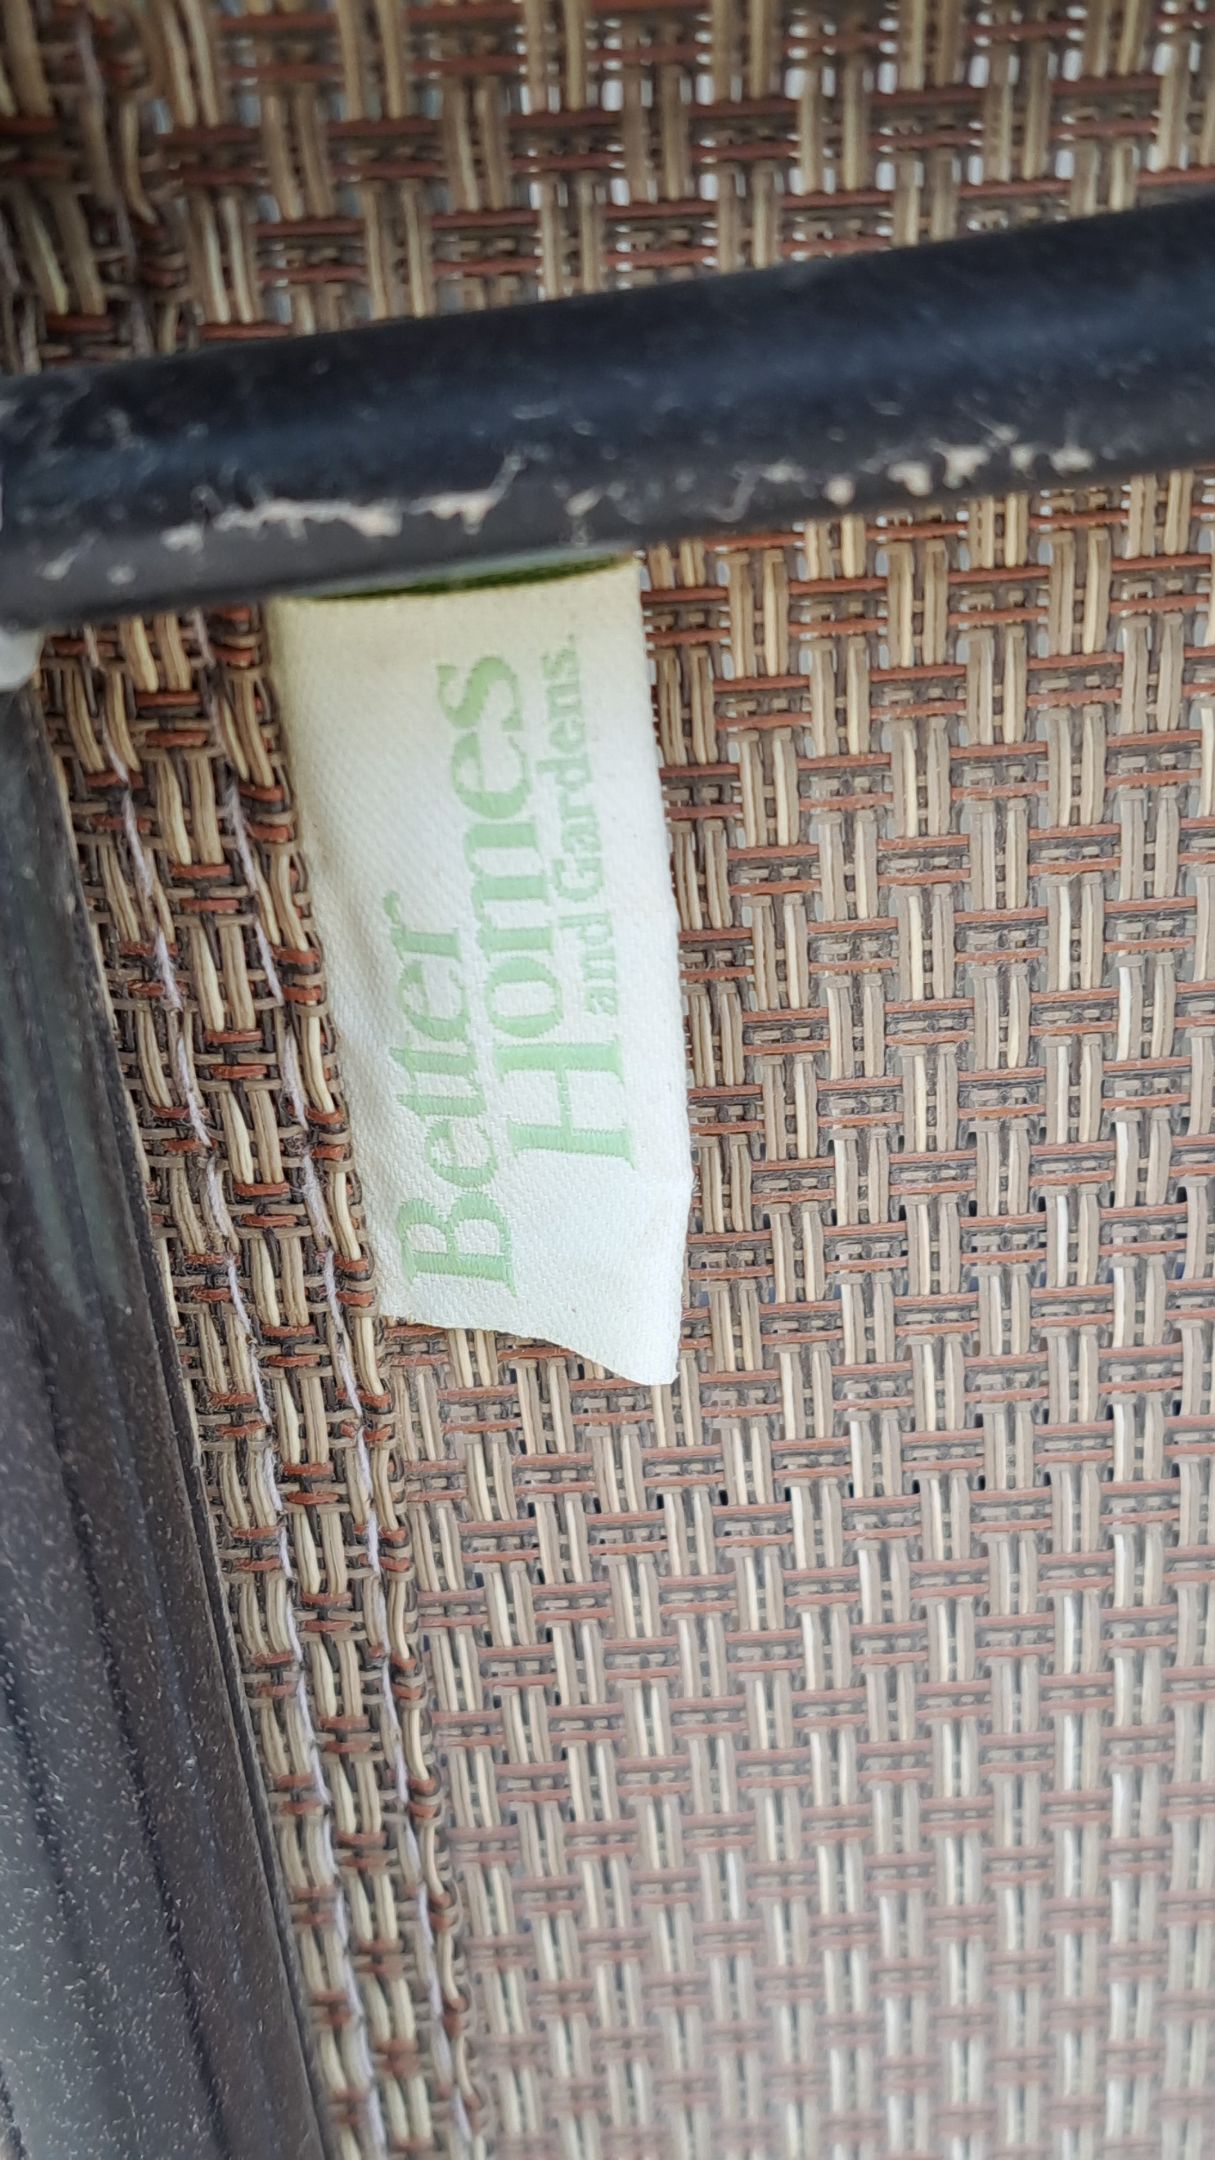 Better
Homes
and Gardens.